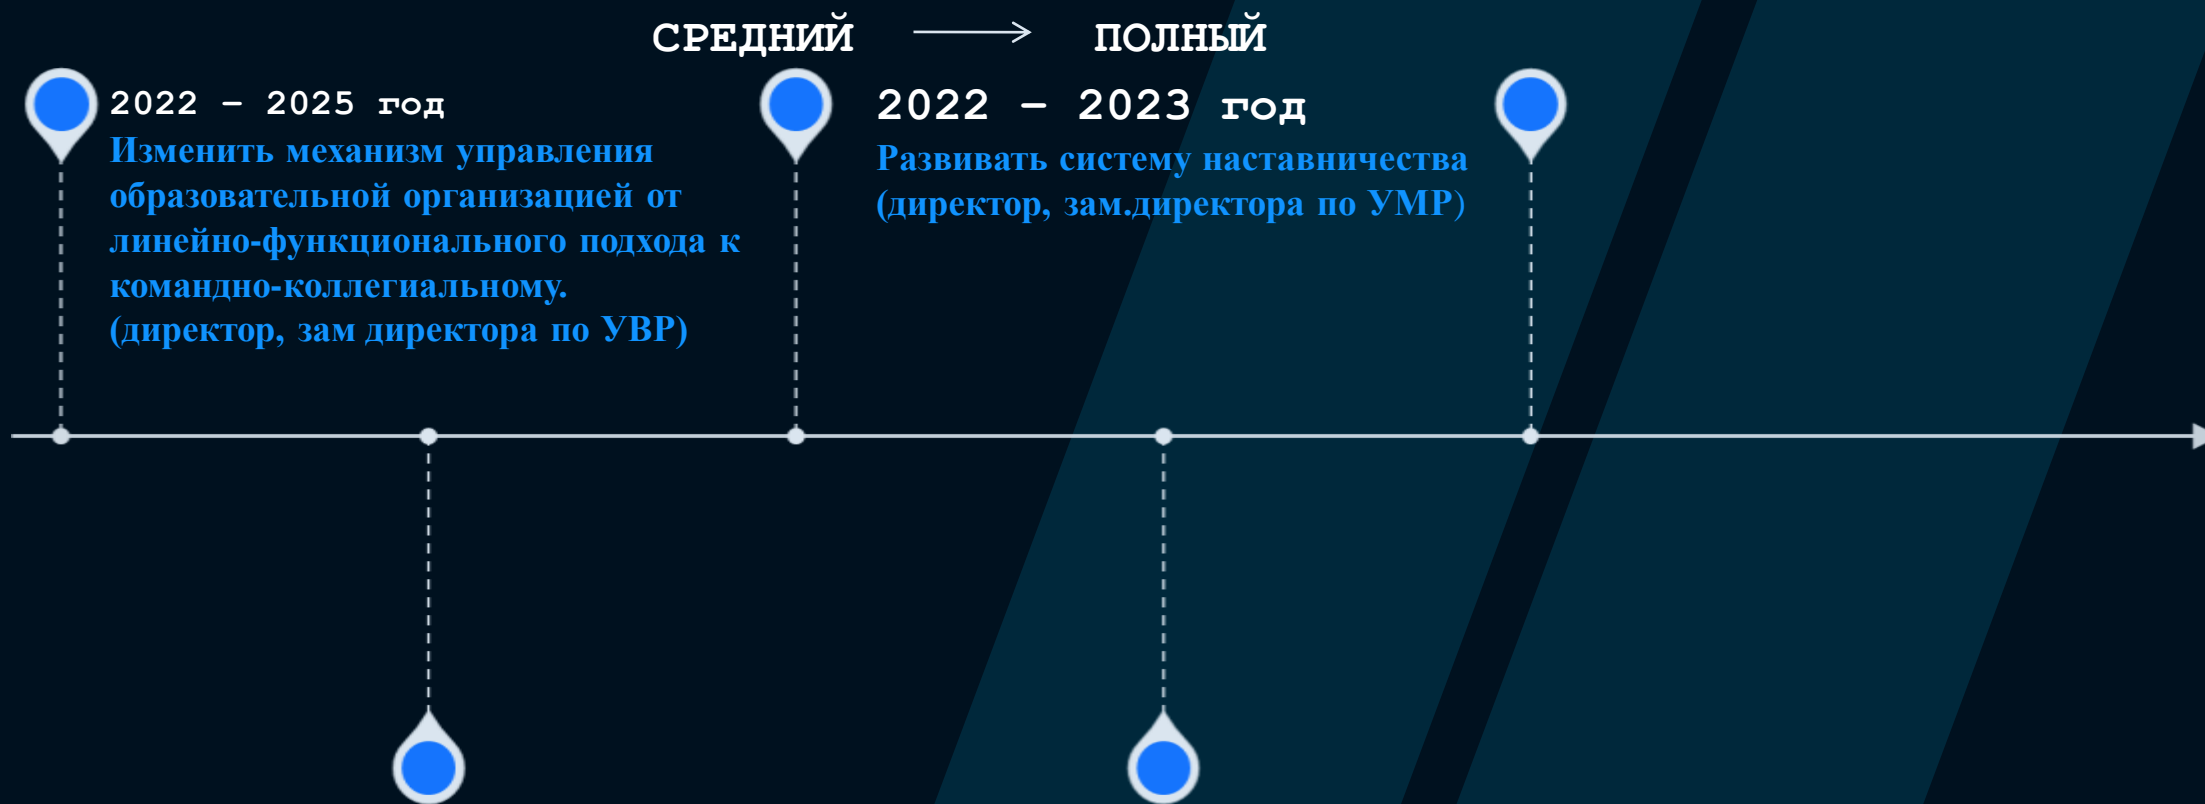 СРЕДНИЙ ПОЛНЫЙ
2022 – 2025 год
Изменить механизм управления
образовательной организацией от
линейно-функционального подхода к
командно-коллегиальному.
(директор, зам директора по УВР)
2022 – 2023 год
Развивать систему наставничества
(директор, зам.директора по УМР)